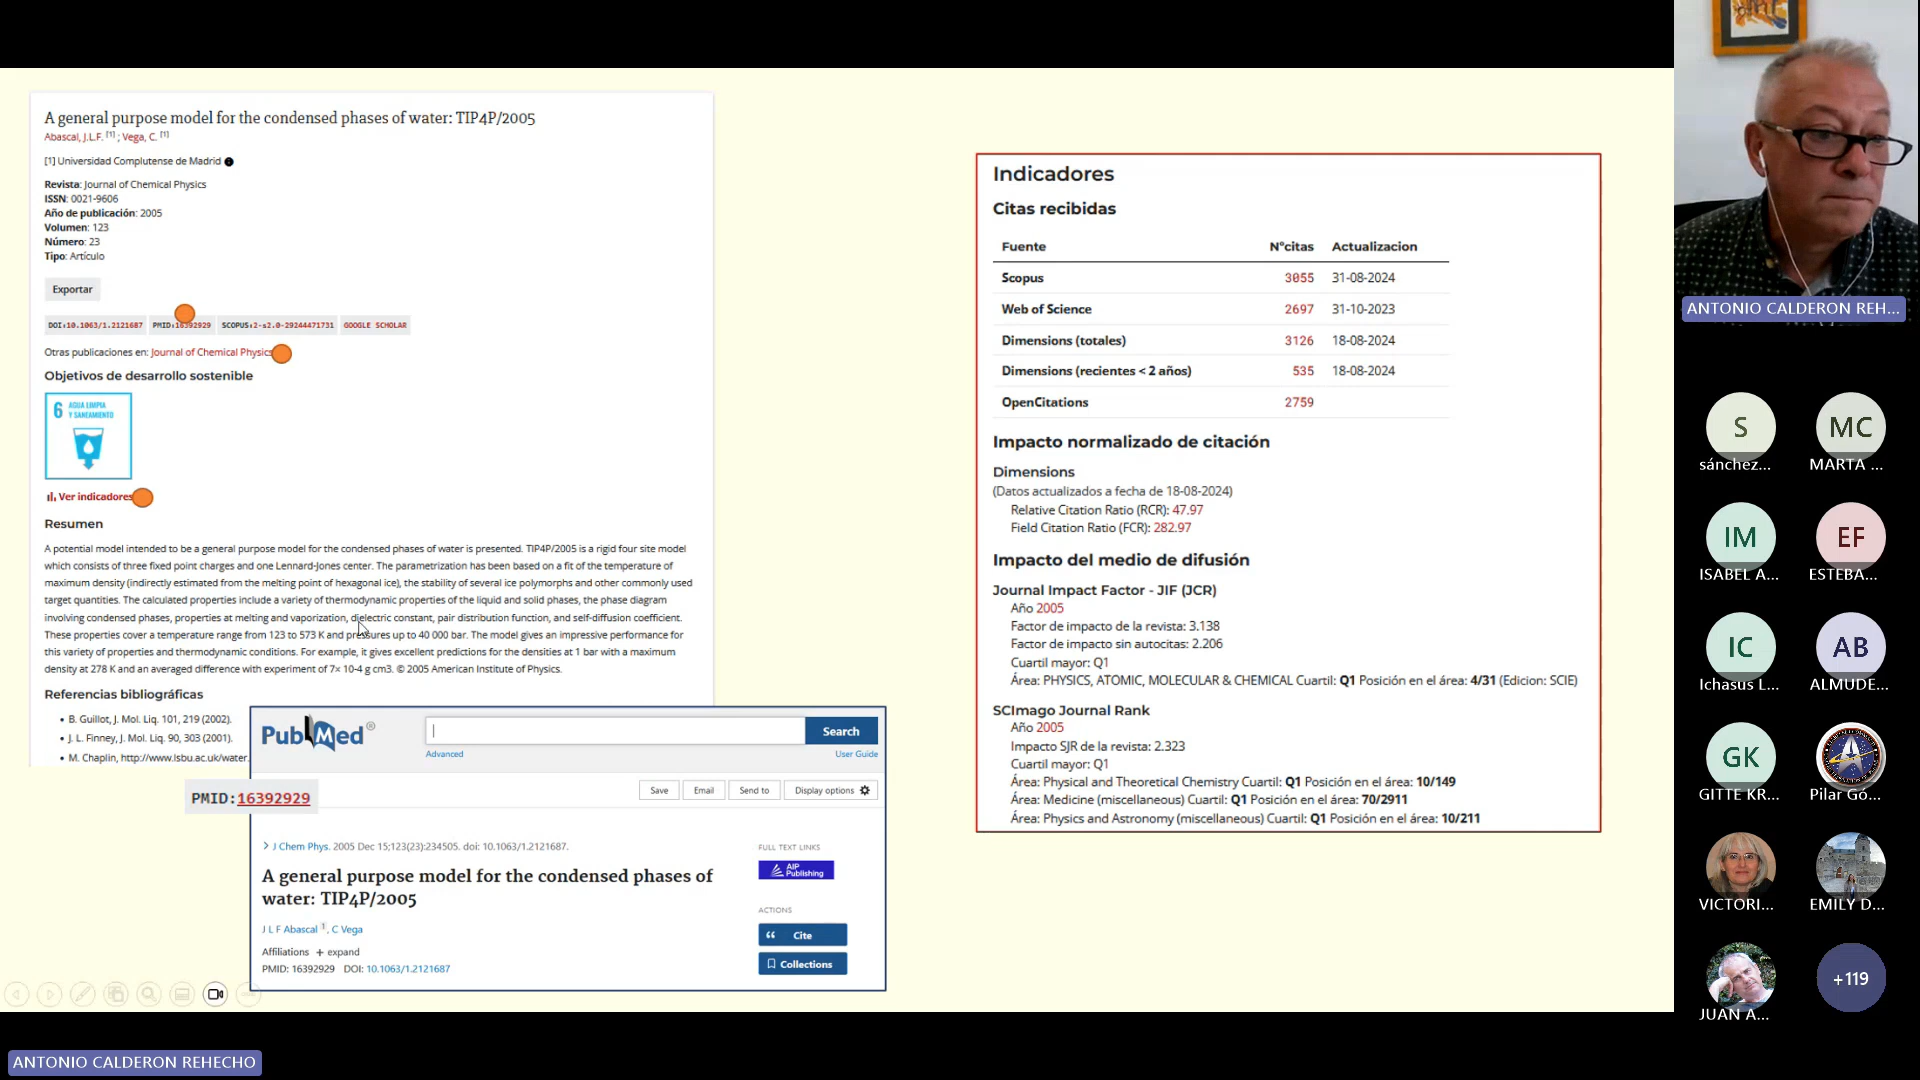 A general purpose model for the condensed phases of water: TIP4P/2005
Abascal, J.L.F. [1] ; Vega, C. [1]
[1] Universidad Complutense de Madrid
Revista: Journal of Chemical Physics
ISSN: 0021-9606
Año de publicación: 2005
Volumen: 123
Número: 23
Tipo: Artículo
Exportar
DOI:10.1063/1.2121687 PMID:16392929 SCOPUS:2-s2.0-29244471731 GOOGLE SCHOLAR
Otras publicaciones en: Journal of Chemical Physics
Objetivos de desarrollo sostenible
6 AGUA LIMPIA
Y SANEAMIENTO
Ver indicadores
Resumen
A potential model intended to be a general purpose model for the condensed phases of water is presented. TIP4P/2005 is a rigid four site model
which consists of three fixed point charges and one Lennard-Jones center. The parametrization has been based on a fit of the temperature of
maximum density (indirectly estimated from the melting point of hexagonal ice), the stability of several ice polymorphs and other commonly used
target quantities. The calculated properties include a variety of thermodynamic properties of the liquid and solid phases, the phase diagram
involving condensed phases, properties at melting and vaporization, dielectric constant, pair distribution function, and self-diffusion coefficient.
These properties cover a temperature range from 123 to 573 K and pressures up to 40 000 bar. The model gives an impressive performance for
this variety of properties and thermodynamic conditions. For example, it gives excellent predictions for the densities at 1 bar with a maximum
density at 278 K and an averaged difference with experiment of 7× 10-4 g cm3. © 2005 American Institute of Physics.
Referencias bibliográficas
• B. Guillot, J. Mol. Liq. 101, 219 (2002).
• J. L. Finney, J. Mol. Liq. 90, 303 (2001).
• M. Chaplin, http://www.lsbu.ac.uk/water.
PMID:16392929
PubMed®
Search
Advanced
User Guide
Save Email Send to Display options
> J Chem Phys. 2005 Dec 15;123(23):234505. doi: 10.1063/1.2121687.
A general purpose model for the condensed phases of
water: TIP4P/2005
J L F Abascal 1, C Vega
Affiliations + expand
PMID: 16392929 DOI: 10.1063/1.2121687
FULL TEXT LINKS
AIP
Publishing
ACTIONS
Cite
Collections
Indicadores
Citas recibidas
Fuente NºCitas Actualizacion
Scopus 3055 31-08-2024
Web of Science 2697 31-10-2023
Dimensions (totales) 3126 18-08-2024
Dimensions (recientes < 2 años) 535 18-08-2024
OpenCitations 2759
Impacto normalizado de citación
Dimensions
(Datos actualizados a fecha de 18-08-2024)
Relative Citation Ratio (RCR): 47.97
Field Citation Ratio (FCR): 282.97
Impacto del medio de difusión
Journal Impact Factor - JIF (JCR)
Año 2005
Factor de impacto de la revista: 3.138
Factor de impacto sin autocitas: 2.206
Cuartil mayor: Q1
Área: PHYSICS, ATOMIC, MOLECULAR & CHEMICAL Cuartil: Q1 Posición en el área: 4/31 (Edicion: SCIE)
SCImago Journal Rank
Año 2005
Impacto SJR de la revista: 2.323
Cuartil mayor: Q1
Área: Physical and Theoretical Chemistry Cuartil: Q1 Posición en el área: 10/149
Área: Medicine (miscellaneous) Cuartil: Q1 Posición en el área: 70/2911
Área: Physics and Astronomy (miscellaneous) Cuartil: Q1 Posición en el área: 10/211
ANTONIO CALDERON REH...
S MC
sánchez... MARTA ...
IM EF
ISABEL A... ESTEBA...
IC AB
Ichasus L... ALMUDE...
GK
GITTE KR... Pilar Gó...
VICTORI... EMILY D...
+119
JUAN A...
ANTONIO CALDERON REHECHO